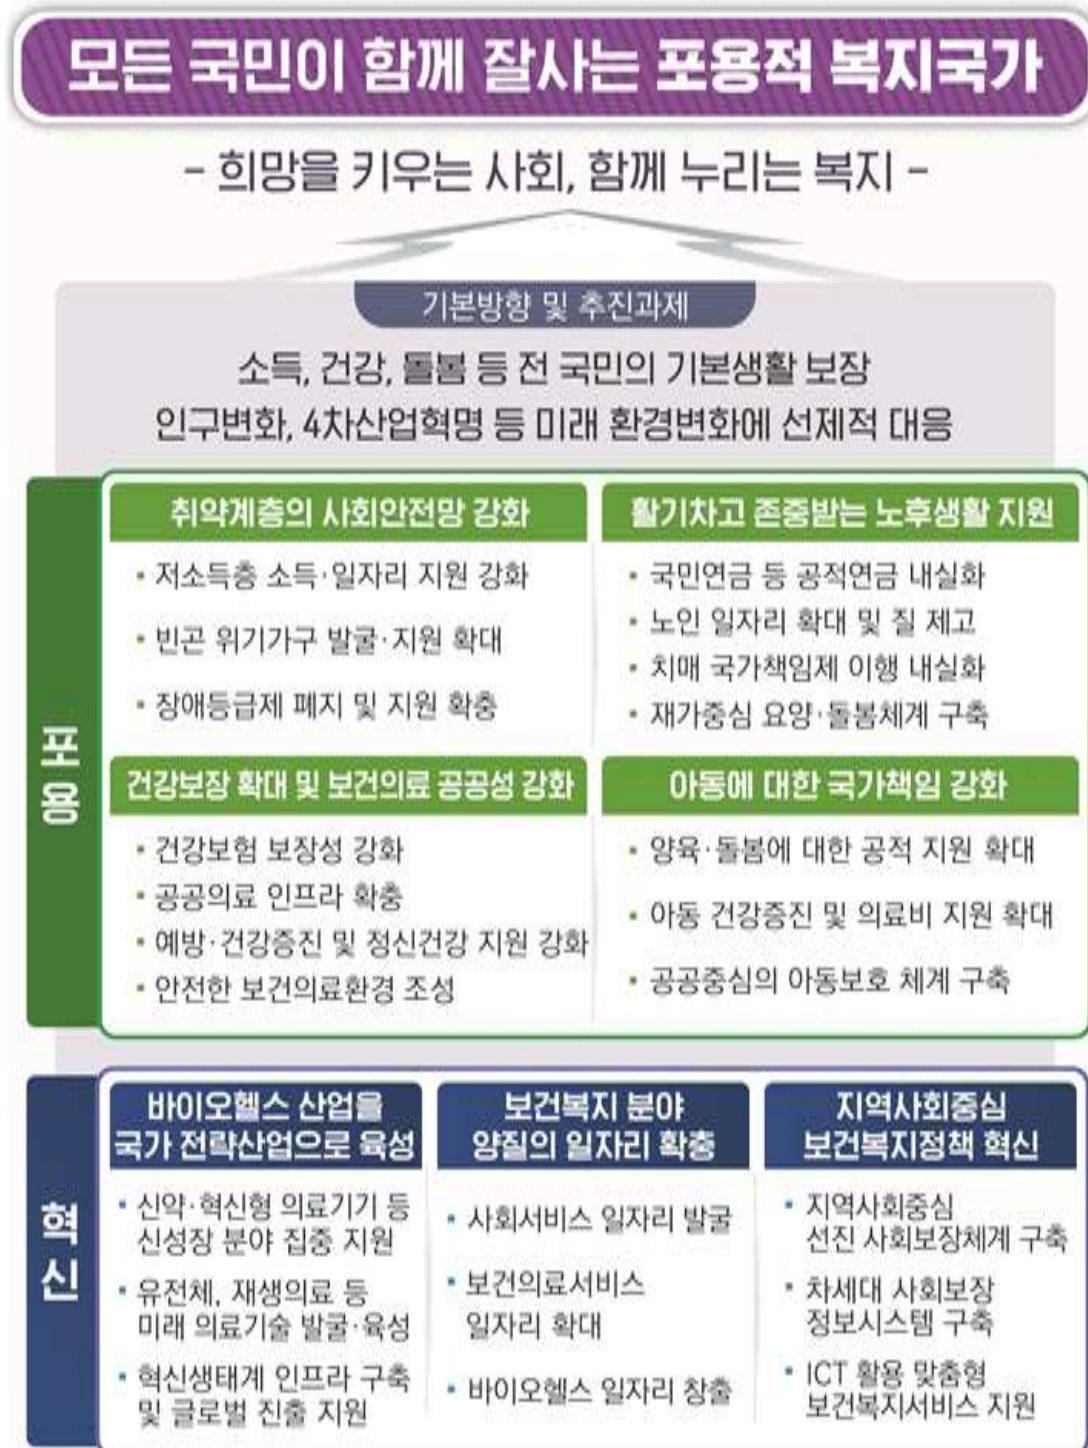 모든 국민이 함께 잘사는 포용적 복지국가
- 희망을 키우는 사회, 함께 누리는 복지 -
기본방향 및 추진과제
소득, 건강, 돌봄 등 전 국민의 기본생활 보장
인구변화, 4차산업혁명 등 미래 환경변화에 선제적 대응
포용
취약계층의 사회안전망 강화
• 저소득층 소득·일자리 지원 강화
• 빈곤 위기가구 발굴·지원 확대
• 장애등급제 폐지 및 지원 확충
활기차고 존중받는 노후생활 지원
• 국민연금 등 공적연금 내실화
• 노인 일자리 확대 및 질 제고
• 치매 국가책임제 이행 내실화
• 재가중심 요양·돌봄체계 구축
건강보장 확대 및 보건의료 공공성 강화
• 건강보험 보장성 강화
• 공공의료 인프라 확충
• 예방·건강증진 및 정신건강 지원 강화
• 안전한 보건의료환경 조성
아동에 대한 국가책임 강화
• 양육·돌봄에 대한 공적 지원 확대
• 아동 건강증진 및 의료비 지원 확대
• 공공중심의 아동보호 체계 구축
혁신
바이오헬스 산업을
국가 전략산업으로 육성
• 신약·혁신형 의료기기 등
신성장 분야 집중 지원
• 유전체, 재생의료 등
미래 의료기술 발굴·육성
• 혁신생태계 인프라 구축
및 글로벌 진출 지원
보건복지 분야
양질의 일자리 확충
• 사회서비스 일자리 발굴
• 보건의료서비스
일자리 확대
• 바이오헬스 일자리 창출
지역사회중심
보건복지정책 혁신
• 지역사회중심
선진 사회보장체계 구축
• 차세대 사회보장
정보시스템 구축
• ICT 활용 맞춤형
보건복지서비스 지원